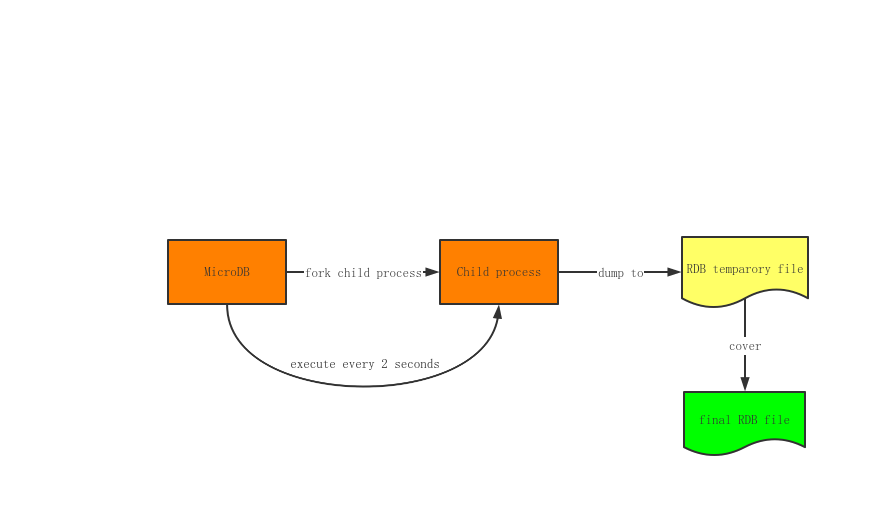 MicroDB
fork child process
Child process
dump to
RDB temparory file
execute every 2 seconds
cover
final RDB file